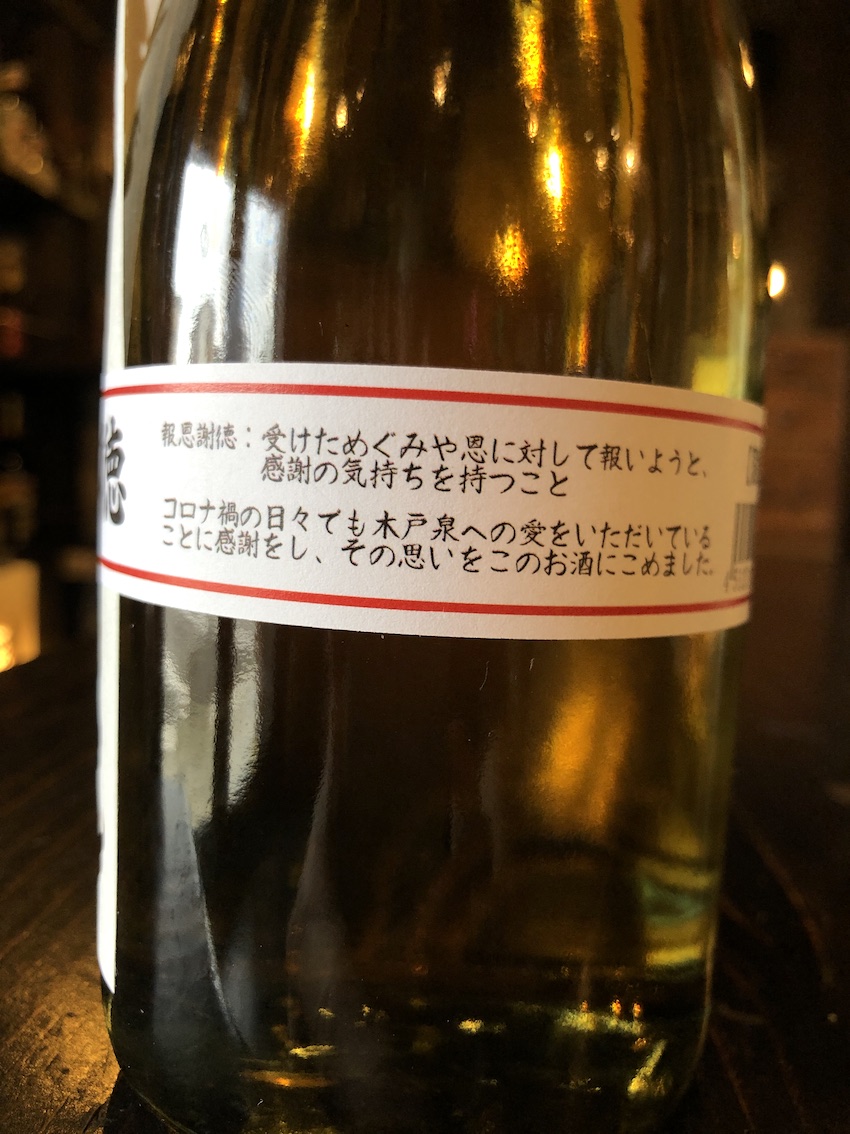 徳
報恩謝徳：受けためぐみや恩に対して報いようと、
感謝の気持ちを持つこと
コロナ禍の日々でも木戸泉への愛をいただいている
ことに感謝をし、その思いをこのお酒にこめました。